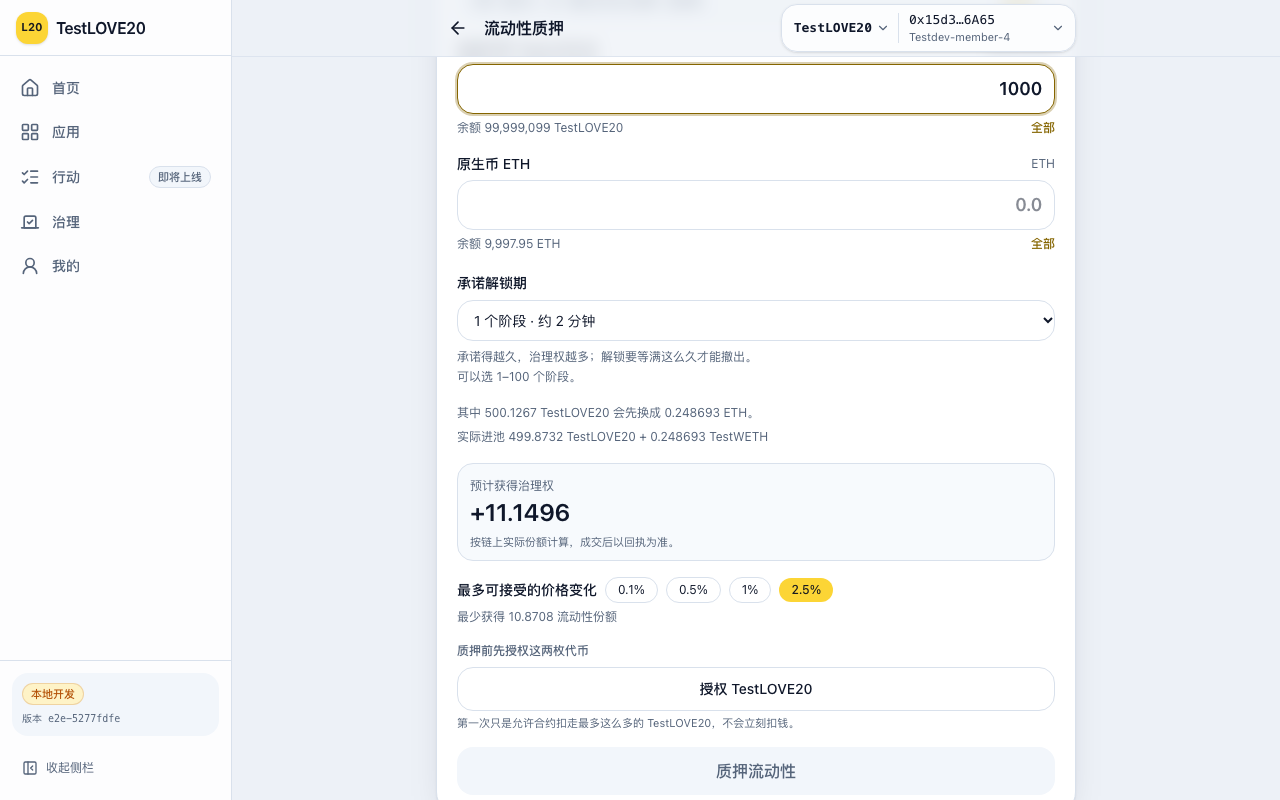 L20 TestLOVE20
首页
应用
行动 即将上线
治理
我的
本地开发
版本 e2e-5277fdfe
收起侧栏
流动性质押
TestLOVE20
0x15d3…6A65
Testdev-member-4
1000
余额 99,999,099 TestLOVE20 全部
原生币 ETH ETH
0.0
余额 9,997.95 ETH 全部
承诺解锁期
1 个阶段 · 约 2 分钟
承诺得越久，治理权越多；解锁要等满这么久才能撤出。
可以选 1–100 个阶段。
其中 500.1267 TestLOVE20 会先换成 0.248693 ETH。
实际进池 499.8732 TestLOVE20 + 0.248693 TestWETH
预计获得治理权
+11.1496
按链上实际份额计算，成交后以回执为准。
最多可接受的价格变化 0.1% 0.5% 1% 2.5%
最少获得 10.8708 流动性份额
质押前先授权这两枚代币
授权 TestLOVE20
第一次只是允许合约扣走最多这么多的 TestLOVE20，不会立刻扣钱。
质押流动性